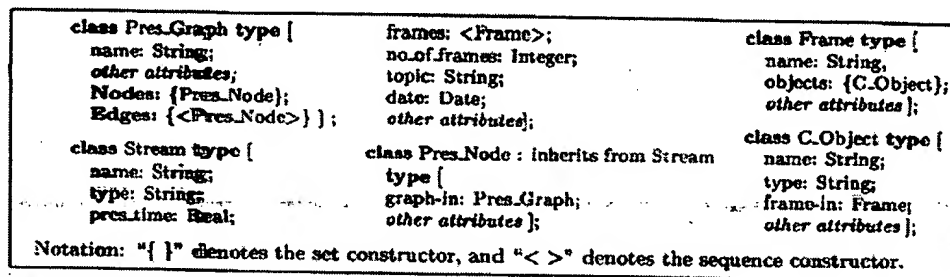 class Pres_Graph type [
name: String;
other attributes;
Nodes: {Pres_Node};
Edges: {<Pres_Node>} ] ;
class Stream type [
name: String;
type: String;
pres_time: Real;
frames: <Frame>;
no_of_frames: Integer;
topic: String;
date: Date;
other attributes];
class Pres_Node : inherits from Stream
type [
graph-in: Pres_Graph;
other attributes ];
class Frame type [
name: String,
objects: {C_Object};
other attributes ];
class C_Object type [
name: String;
type: String;
frame-in: Frame;
other attributes ];
Notation: "{ }" denotes the set constructor, and "< >" denotes the sequence constructor.